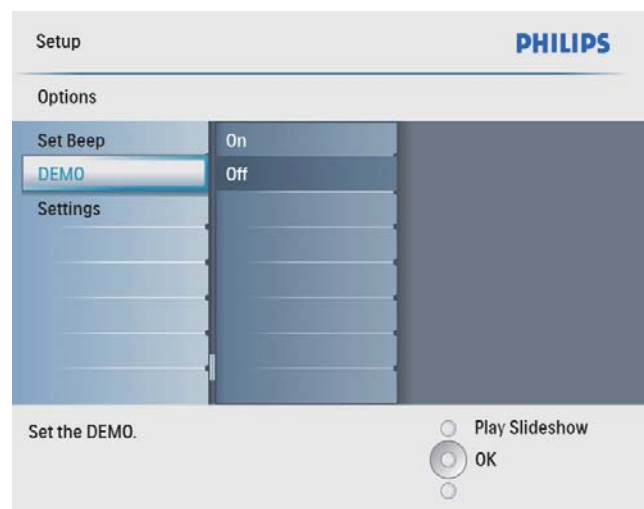 Setup PHILIPS
Options
Set Beep On
DEMO Off
Settings
Set the DEMO.
Play Slideshow
OK